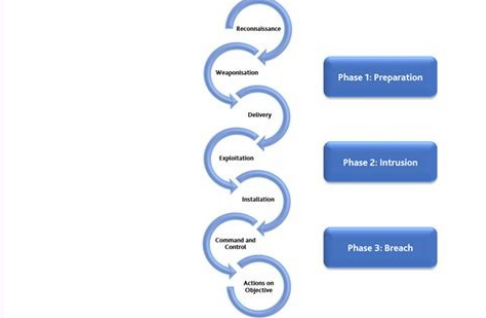 Reconnaissance
Weaponisation
Phase 1: Preparation
Delivery
Exploitation
Phase 2: Intrusion
Installation
Command and
Control
Phase 3: Breach
Actions on
Objective